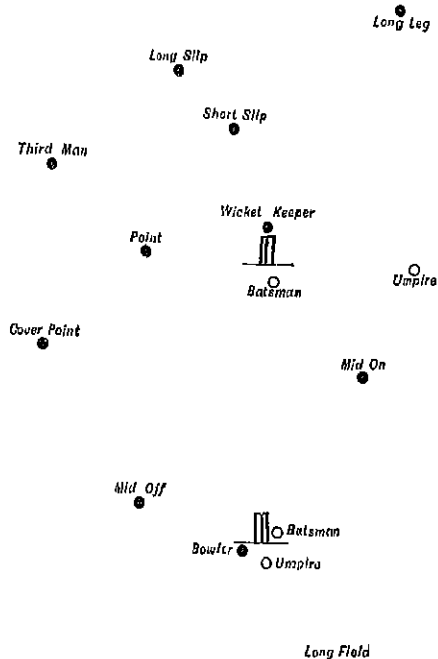 Long Leg
Long Slip
Short Slip
Third Man
Wicket Keeper
Point
Batsman
Umpire
Cover Point
Mid On
Mid Off
Batsman
Bowler
Umpire
Long Field